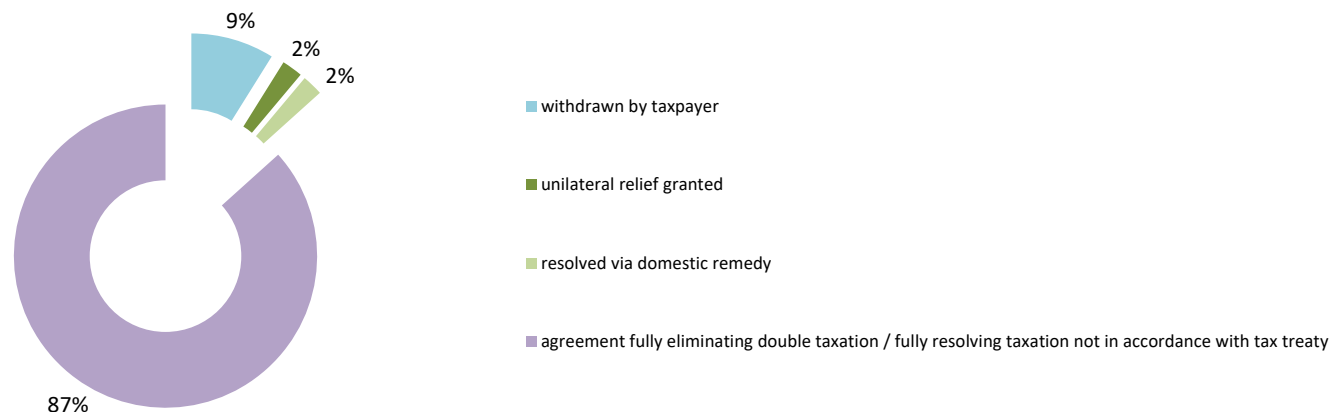 9%
2%
2%
withdrawn by taxpayer
unilateral relief granted
resolved via domestic remedy
agreement fully eliminating double taxation / fully resolving taxation not in accordance with tax treaty
87%